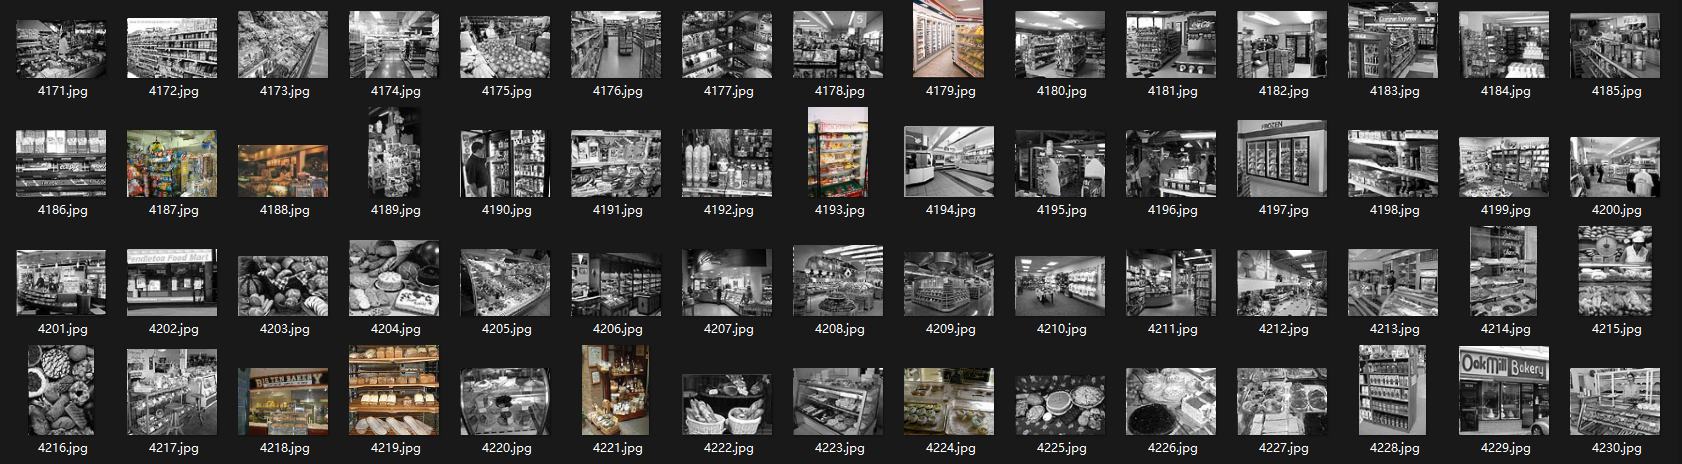 4171.jpg 4172.jpg 4173.jpg 4174.jpg 4175.jpg 4176.jpg 4177.jpg 4178.jpg 4179.jpg 4180.jpg 4181.jpg 4182.jpg 4183.jpg 4184.jpg 4185.jpg
FROZEN
4186.jpg 4187.jpg 4188.jpg 4189.jpg 4190.jpg 4191.jpg 4192.jpg 4193.jpg 4194.jpg 4195.jpg 4196.jpg 4197.jpg 4198.jpg 4199.jpg 4200.jpg
Pendleton Food Mart
4201.jpg 4202.jpg 4203.jpg 4204.jpg 4205.jpg 4206.jpg 4207.jpg 4208.jpg 4209.jpg 4210.jpg 4211.jpg 4212.jpg 4213.jpg 4214.jpg 4215.jpg
BIG TEN BAKERY
OakMill Bakery
4216.jpg 4217.jpg 4218.jpg 4219.jpg 4220.jpg 4221.jpg 4222.jpg 4223.jpg 4224.jpg 4225.jpg 4226.jpg 4227.jpg 4228.jpg 4229.jpg 4230.jpg